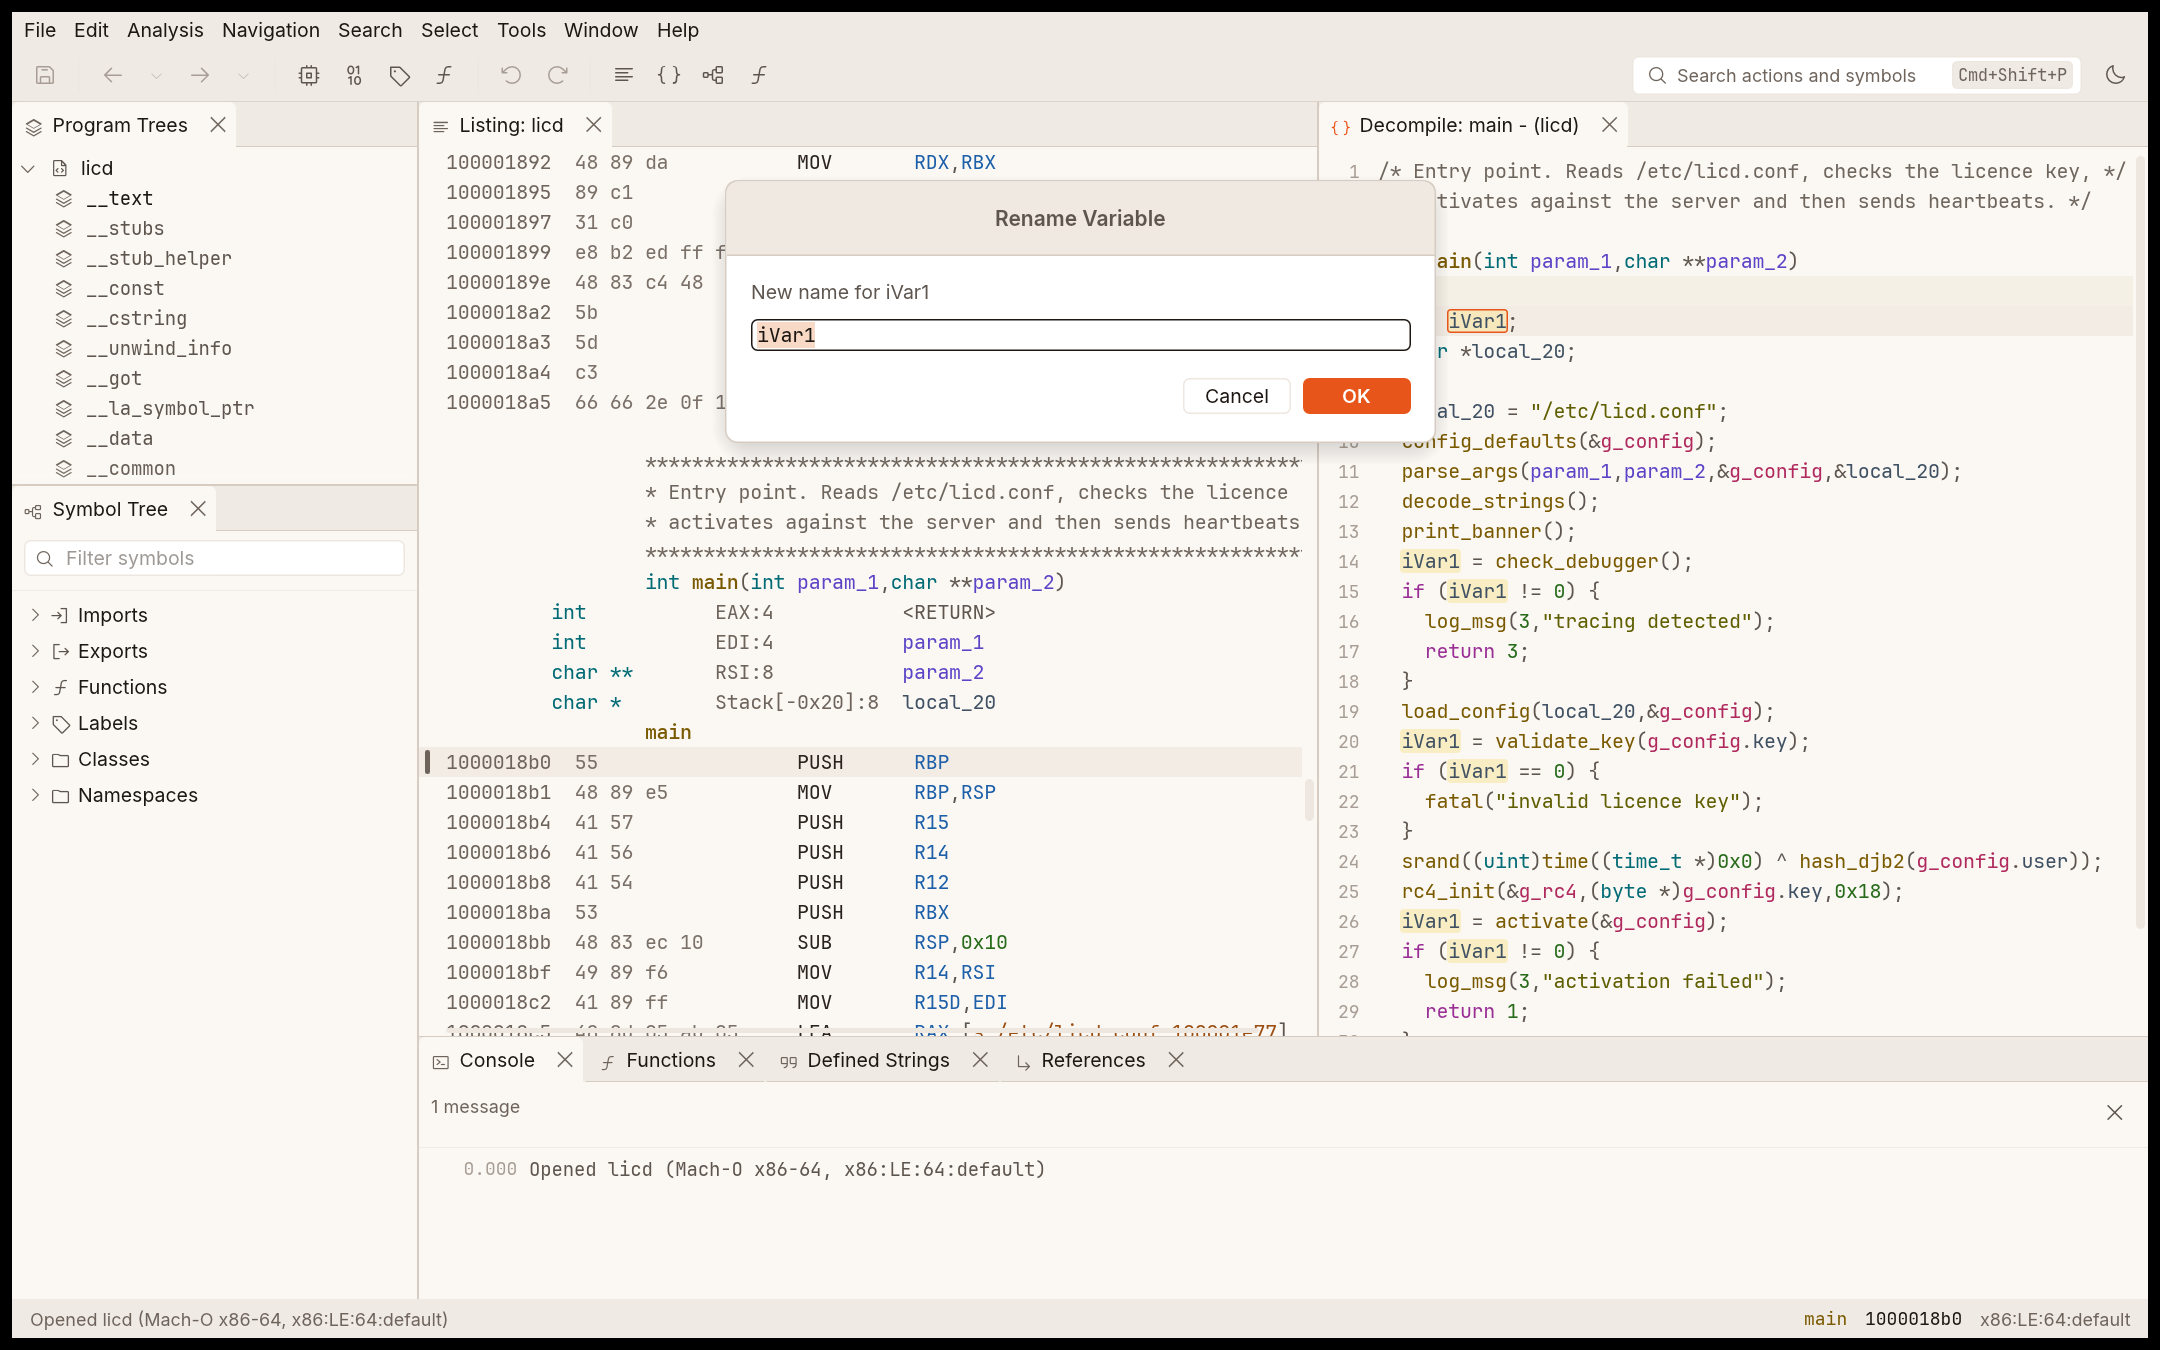 File Edit Analysis Navigation Search Select Tools Window Help
Search actions and symbols Cmd+Shift+P
Program Trees
licd
__text
__stubs
__stub_helper
__const
__cstring
__unwind_info
__got
__la_symbol_ptr
__data
__common
Symbol Tree
Filter symbols
Imports
Exports
Functions
Labels
Classes
Namespaces
Listing: licd
100001892 48 89 da MOV RDX,RBX
100001895 89 c1
100001897 31 c0
100001899 e8 b2 ed ff
10000189e 48 83 c4 48
1000018a2 5b
1000018a3 5d
1000018a4 c3
1000018a5 66 66 2e 0f
* Entry point. Reads /etc/licd.conf, checks the licence
* activates against the server and then sends heartbeats
int main(int param_1,char **param_2)
int EAX:4 <RETURN>
int EDI:4 param_1
char ** RSI:8 param_2
char * Stack[-0x20]:8 local_20
main
1000018b0 55 PUSH RBP
1000018b1 48 89 e5 MOV RBP,RSP
1000018b4 41 57 PUSH R15
1000018b6 41 56 PUSH R14
1000018b8 41 54 PUSH R12
1000018ba 53 PUSH RBX
1000018bb 48 83 ec 10 SUB RSP,0x10
1000018bf 49 89 f6 MOV R14,RSI
1000018c2 41 89 ff MOV R15D,EDI
Rename Variable
New name for iVar1
iVar1
Cancel OK
Decompile: main - (licd)
1 /* Entry point. Reads /etc/licd.conf, checks the licence key, */
tivates against the server and then sends heartbeats. */
ain(int param_1,char **param_2)
iVar1;
r *local_20;
al_20 = "/etc/licd.conf";
config_defaults(&g_config);
11 parse_args(param_1,param_2,&g_config,&local_20);
12 decode_strings();
13 print_banner();
14 iVar1 = check_debugger();
15 if (iVar1 != 0) {
16 log_msg(3,"tracing detected");
17 return 3;
18 }
19 load_config(local_20,&g_config);
20 iVar1 = validate_key(g_config.key);
21 if (iVar1 == 0) {
22 fatal("invalid licence key");
23 }
24 srand((uint)time((time_t *)0x0) ^ hash_djb2(g_config.user));
25 rc4_init(&g_rc4,(byte *)g_config.key,0x18);
26 iVar1 = activate(&g_config);
27 if (iVar1 != 0) {
28 log_msg(3,"activation failed");
29 return 1;
Console Functions Defined Strings References
1 message
0.000 Opened licd (Mach-O x86-64, x86:LE:64:default)
Opened licd (Mach-O x86-64, x86:LE:64:default)
main 1000018b0 x86:LE:64:default